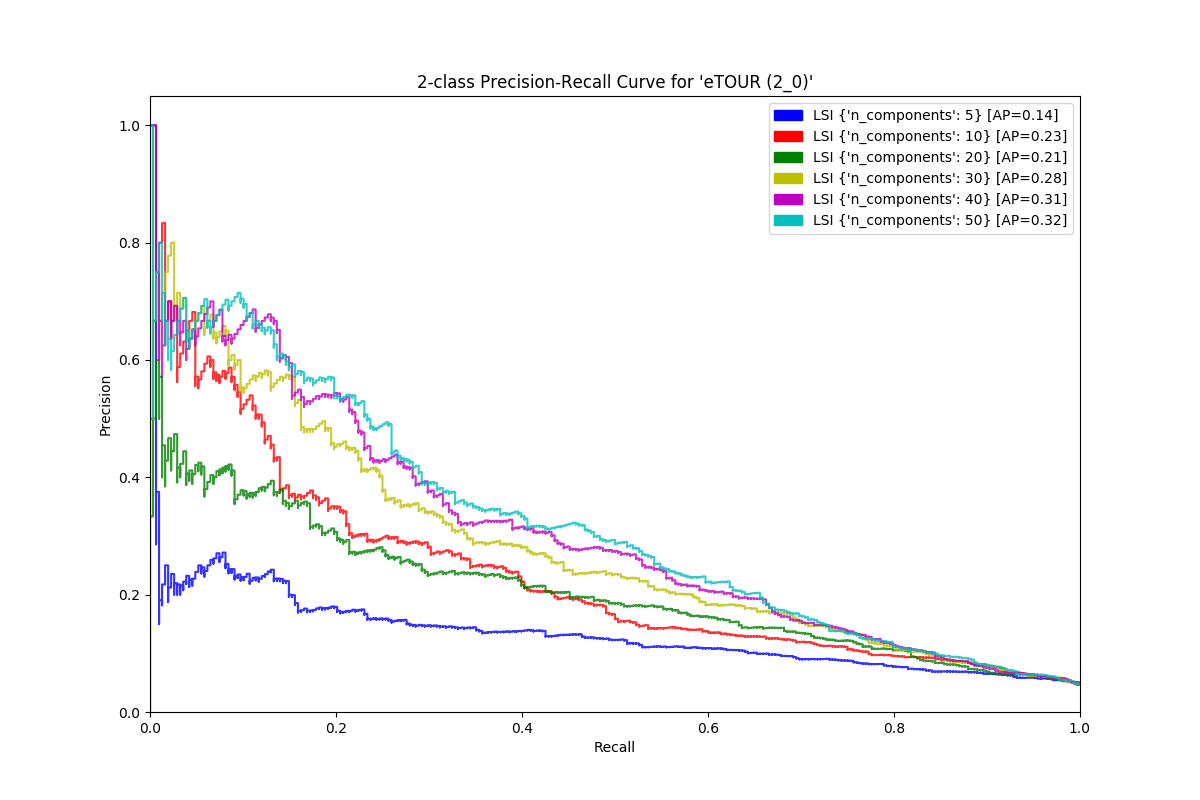 2-class Precision-Recall Curve for 'eTOUR (2_0)'
LSI {'n_components': 5} [AP=0.14]
LSI {'n_components': 10} [AP=0.23]
LSI {'n_components': 20} [AP=0.21]
LSI {'n_components': 30} [AP=0.28]
LSI {'n_components': 40} [AP=0.31]
LSI {'n_components': 50} [AP=0.32]
Precision
1.0
0.8
0.6
0.4
0.2
0.0
0.0 0.2 0.4 0.6 0.8 1.0
Recall